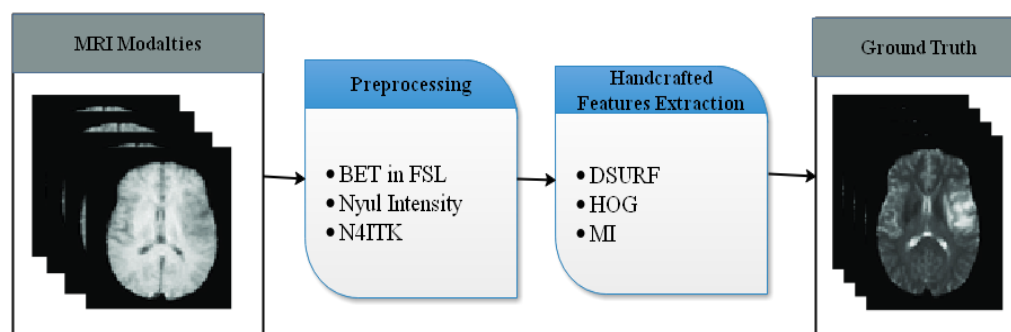 MRI Modalties
Preprocessing
• BET in FSL
• Nyul Intensity
• N4ITK
Handcrafted
Features Extraction
• DSURF
• HOG
• MI
Ground Truth